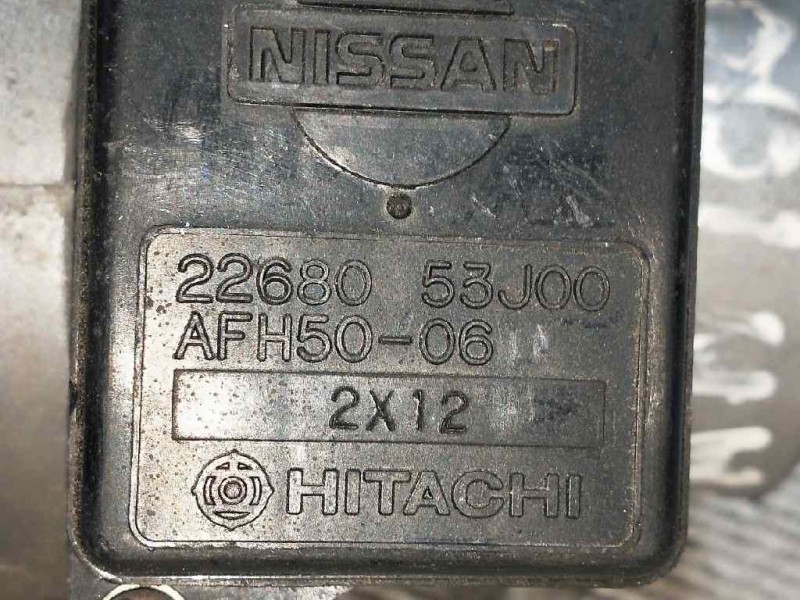 NISSAN
22680 53J00
AFH50-06
2X12
HITACHI